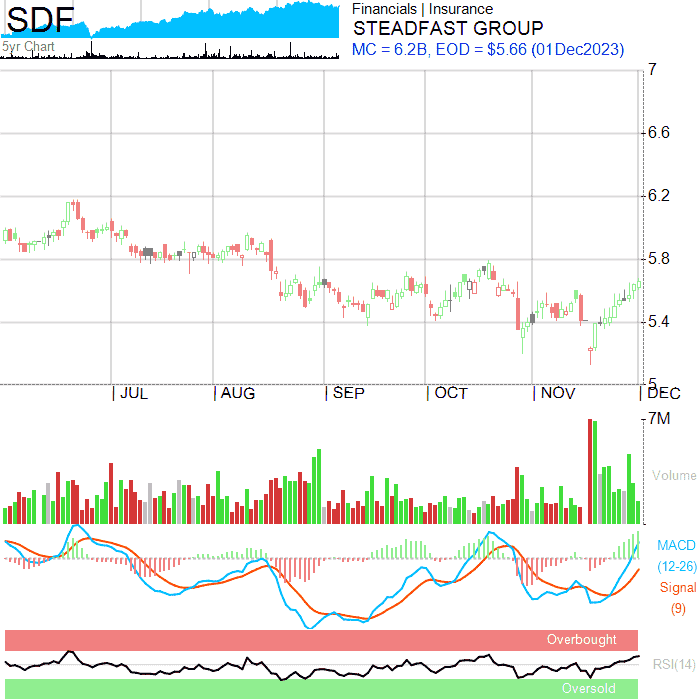 SDF
5yr Chart
Financials | Insurance
STEADFAST GROUP
MC = 6.2B, EOD = $5.66 (01Dec2023)
7
6.6
6.2
5.8
5.4
5
JUL AUG SEP OCT NOV DEC
7M
Volume
MACD
(12-26)
Signal
(9)
Overbought
RSI(14)
Oversold